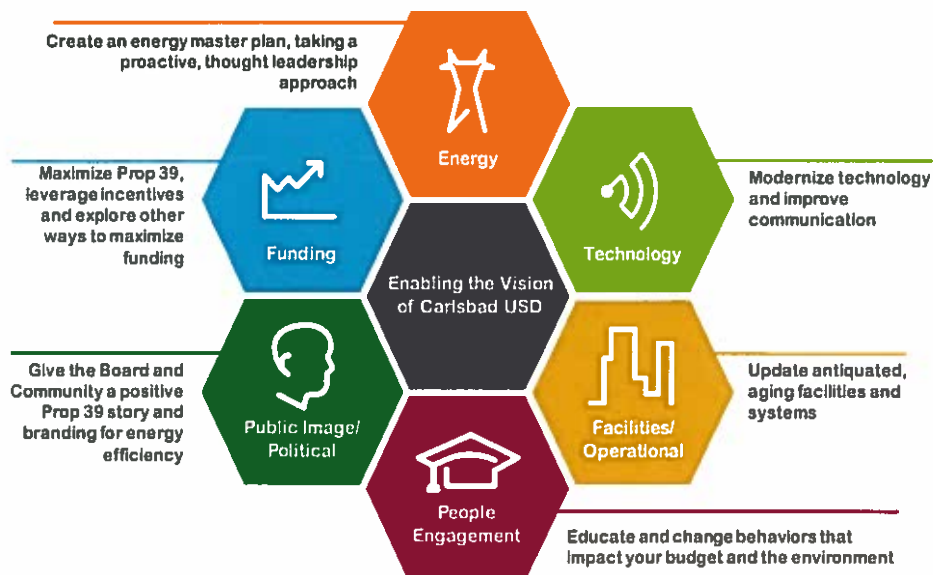 Create an energy master plan, taking a
proactive, thought leadership
approach
Energy
Maximize Prop 39,
leverage incentives
and explore other
ways to maximize
funding
Funding
Modernize technology
and improve
communication
Technology
Enabling the Vision
of Carlsbad USD
Give the Board and
Community a positive
Prop 39 story and
branding for energy
efficiency
Public Image/
Political
Update antiquated,
aging facilities and
systems
Facilities/
Operational
People
Engagement
Educate and change behaviors that
impact your budget and the environment